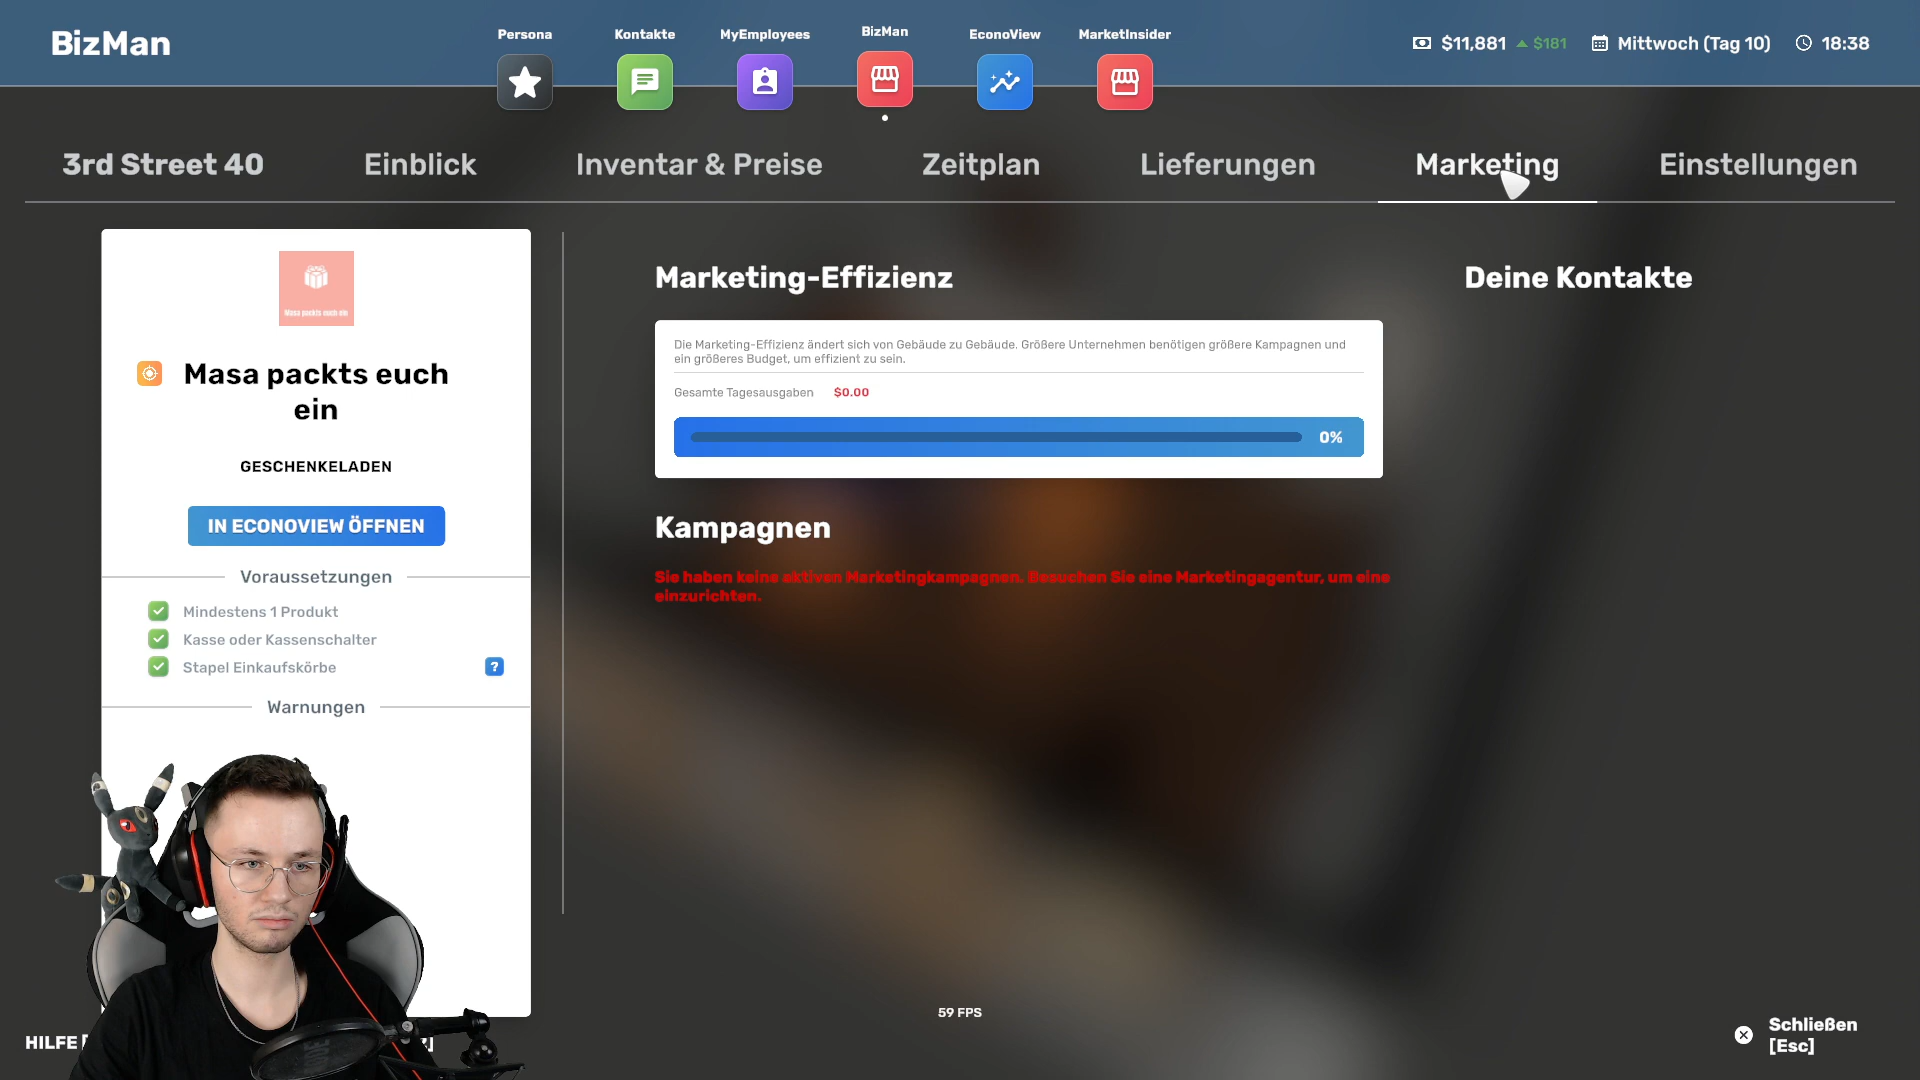 BizMan
Persona
Kontakte
MyEmployees
BizMan
EconoView
MarketInsider
$11,881
$181
Mittwoch (Tag 10)
18:38
3rd Street 40
Einblick
Inventar & Preise
Zeitplan
Lieferungen
Marketing
Einstellungen
Masa packts euch ein
Masa packts euch
ein
GESCHENKELADEN
IN ECONOVIEW ÖFFNEN
Voraussetzungen
Mindestens 1 Produkt
Kasse oder Kassenschalter
Stapel Einkaufskörbe
?
Warnungen
Marketing-Effizienz
Die Marketing-Effizienz ändert sich von Gebäude zu Gebäude. Größere Unternehmen benötigen größere Kampagnen und
ein größeres Budget, um effizient zu sein.
Gesamte Tagesausgaben $0.00
0%
Kampagnen
Sie haben keine aktiven Marketingkampagnen. Besuchen Sie eine Marketingagentur, um eine
einzurichten.
Deine Kontakte
59 FPS
HILFE
Schließen
[Esc]